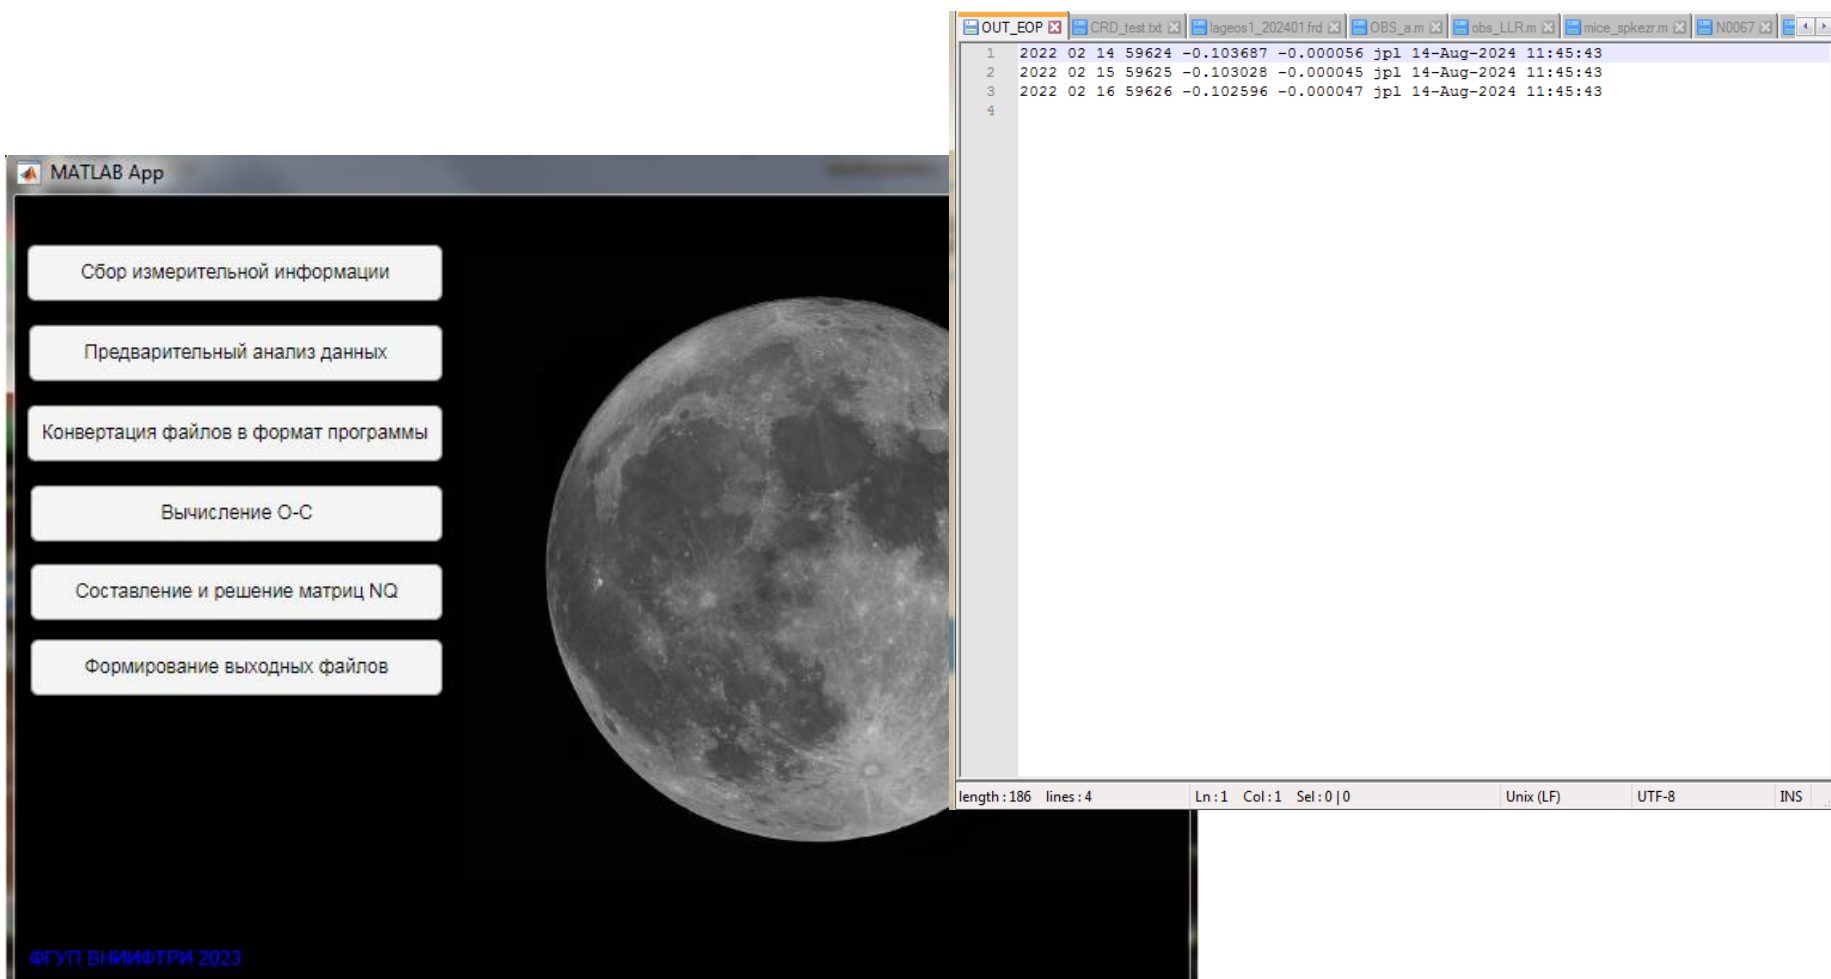 OUT_EOP CRD_test.txt lageos1_202401.frd OBS_a.m obs_LLR.m mice_spkezr.m N0067
1 2022 02 14 59624 -0.103687 -0.000056 jpl 14-Aug-2024 11:45:43
2 2022 02 15 59625 -0.103028 -0.000045 jpl 14-Aug-2024 11:45:43
3 2022 02 16 59626 -0.102596 -0.000047 jpl 14-Aug-2024 11:45:43
4
length : 186 lines : 4 Ln : 1 Col : 1 Sel : 0 | 0 Unix (LF) UTF-8 INS
MATLAB App
Сбор измерительной информации
Предварительный анализ данных
Конвертация файлов в формат программы
Вычисление О-С
Составление и решение матриц NQ
Формирование выходных файлов
ФГУП ВНИИФТРИ 2023